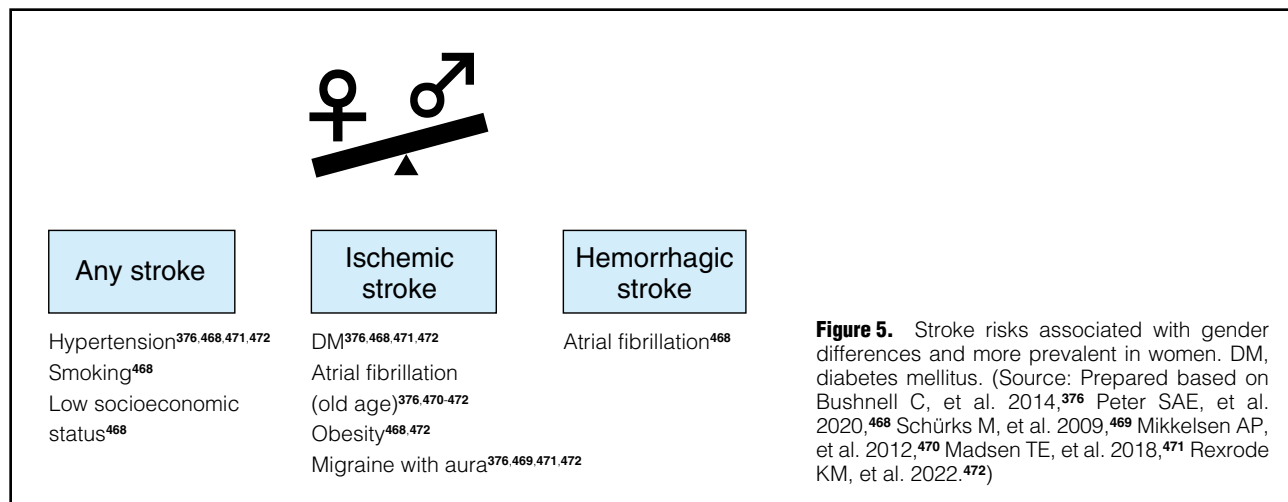 Any stroke
Hypertension376,468,471,472
Smoking468
Low socioeconomic
status468
Ischemic
stroke
DM376,468,471,472
Atrial fibrillation
(old age)376,470-472
Obesity468,472
Migraine with aura376,469,471,472
Hemorrhagic
stroke
Atrial fibrillation468
Figure 5. Stroke risks associated with gender
differences and more prevalent in women. DM,
diabetes mellitus. (Source: Prepared based on
Bushnell C, et al. 2014,376 Peter SAE, et al.
2020,468 Schürks M, et al. 2009,469 Mikkelsen AP,
et al. 2012,470 Madsen TE, et al. 2018,471 Rexrode
KM, et al. 2022.472)